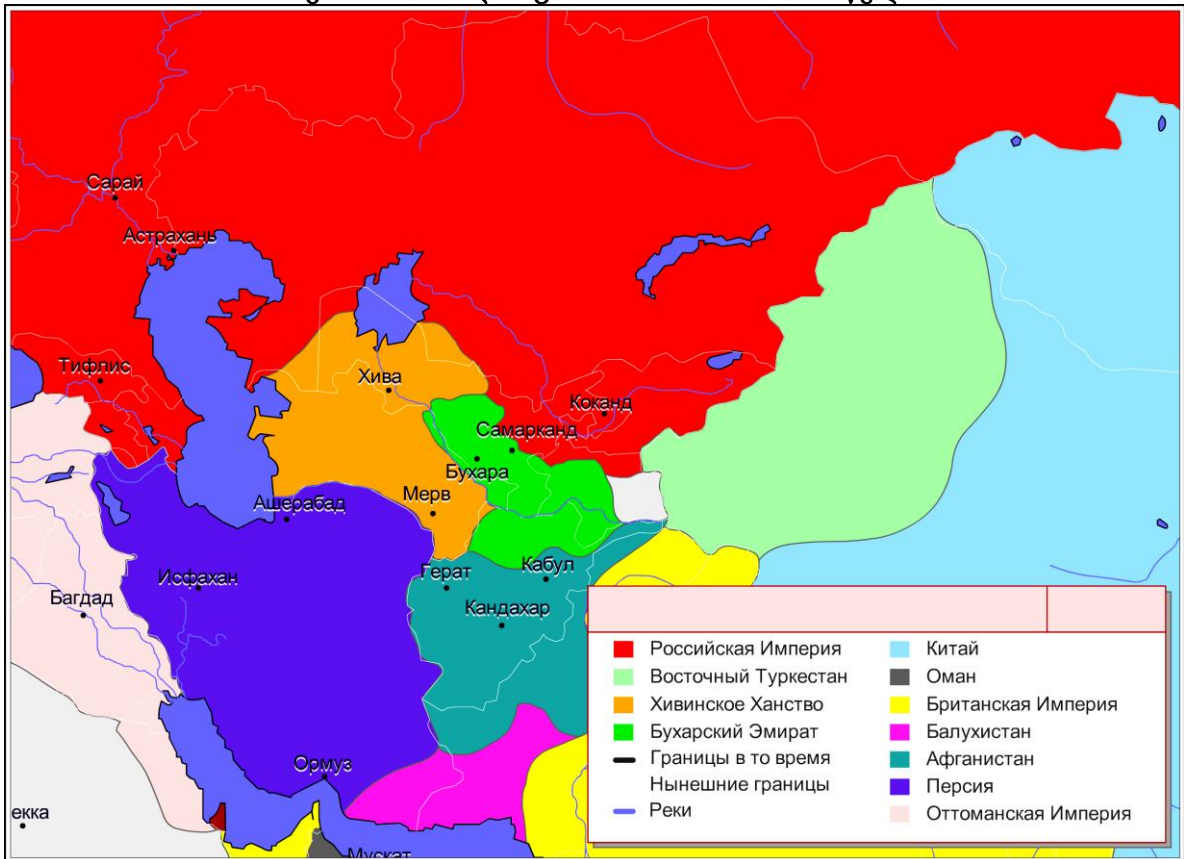 Сарай
Астрахань
Тифлис
Хива
Коканд
Самарканд
Бухара
Мерв
Ашерабад
Герат
Кабул
Исфахан
Кандахар
Багдад
Ормуз
екка
Мускат
Российская Империя
Восточный Туркестан
Хивинское Ханство
Бухарский Эмират
Границы в то время
Нынешние границы
Реки
Китай
Оман
Британская Империя
Балухистан
Афганистан
Персия
Оттоманская Империя